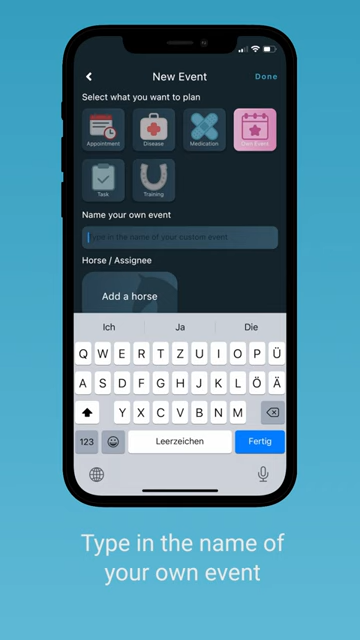 New Event
Done
Select what you want to plan
Appointment
Disease
Medication
Own Event
Task
Training
Name your own event
Type in the name of your custom event
Horse / Assignee
Add a horse
Ich
Ja
Die
Q W E R T Z U I O P Ü
A S D F G H J K L Ö Ä
Y X C V B N M
123
Leerzeichen
Fertig
Type in the name of
your own event